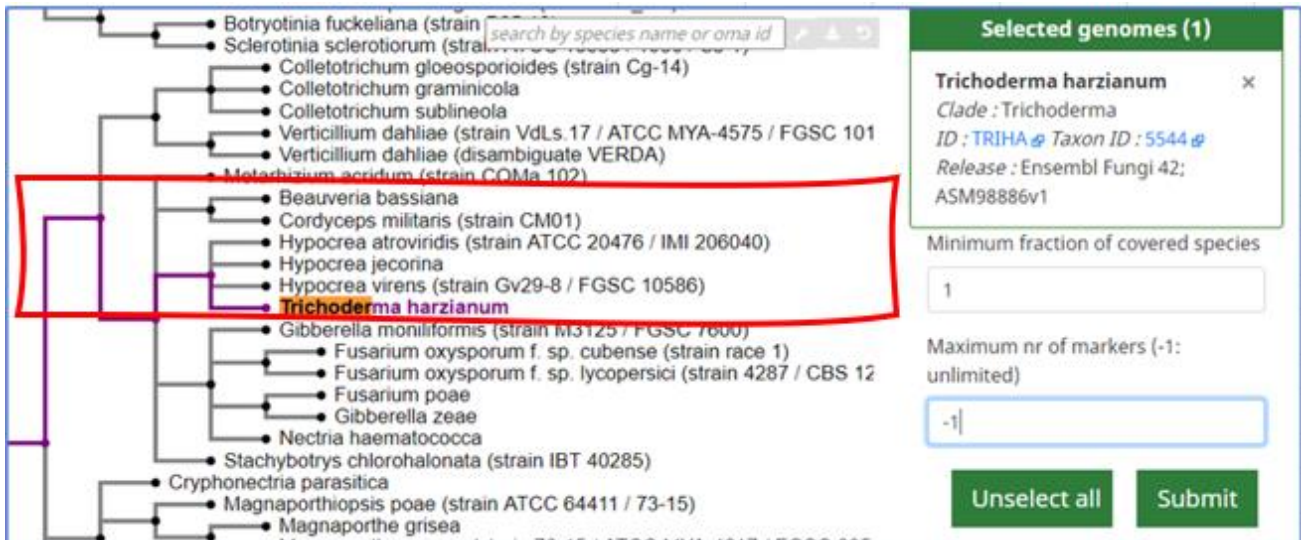 Botryotinia fuckeliana (strain
search by species name or oma id
Sclerotinia sclerotiorum (strain
Colletotrichum gloeosporioides (strain Cg-14)
Colletotrichum graminicola
Colletotrichum sublineola
Verticillium dahliae (strain VdLs.17 / ATCC MYA-4575 / FGSC 101
Verticillium dahliae (disambiguate VERDA)
Metarhizium acridum (strain CQMa 102)
Beauveria bassiana
Cordyceps militaris (strain CM01)
Hypocrea atroviridis (strain ATCC 20476 / IMI 206040)
Hypocrea jecorina
Hypocrea virens (strain Gv29-8 / FGSC 10586)
Trichoderma harzianum
Gibberella moniliformis (strain M3125 / FGSC 7600)
Fusarium oxysporum f. sp. cubense (strain race 1)
Fusarium oxysporum f. sp. lycopersici (strain 4287 / CBS 12
Fusarium poae
Gibberella zeae
Nectria haematococca
Stachybotrys chlorohalonata (strain IBT 40285)
Cryphonectria parasitica
Magnaporthiopsis poae (strain ATCC 64411 / 73-15)
Magnaporthe grisea
Selected genomes (1)
Trichoderma harzianum ×
Clade : Trichoderma
ID : TRIHA Taxon ID : 5544
Release : Ensembl Fungi 42;
ASM98886v1
Minimum fraction of covered species
1
Maximum nr of markers (-1:
unlimited)
-1
Unselect all Submit